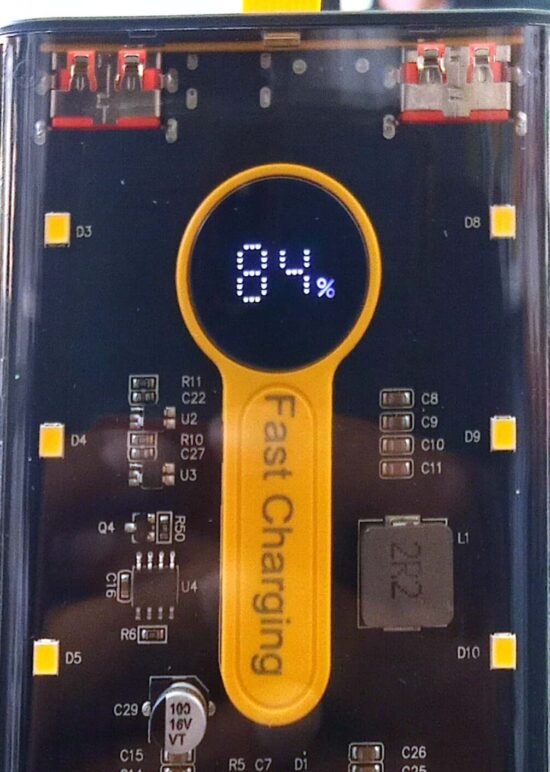 D3
D8
84%
R11
C22
U2
R10
C27
U3
C8
C9
C10
C11
D4
D9
Fast Charging
Q4
R50
C16
U4
R6
L1
2R2
D5
D10
C29
100
16V
VT
C15
R5
C7
D1
C26